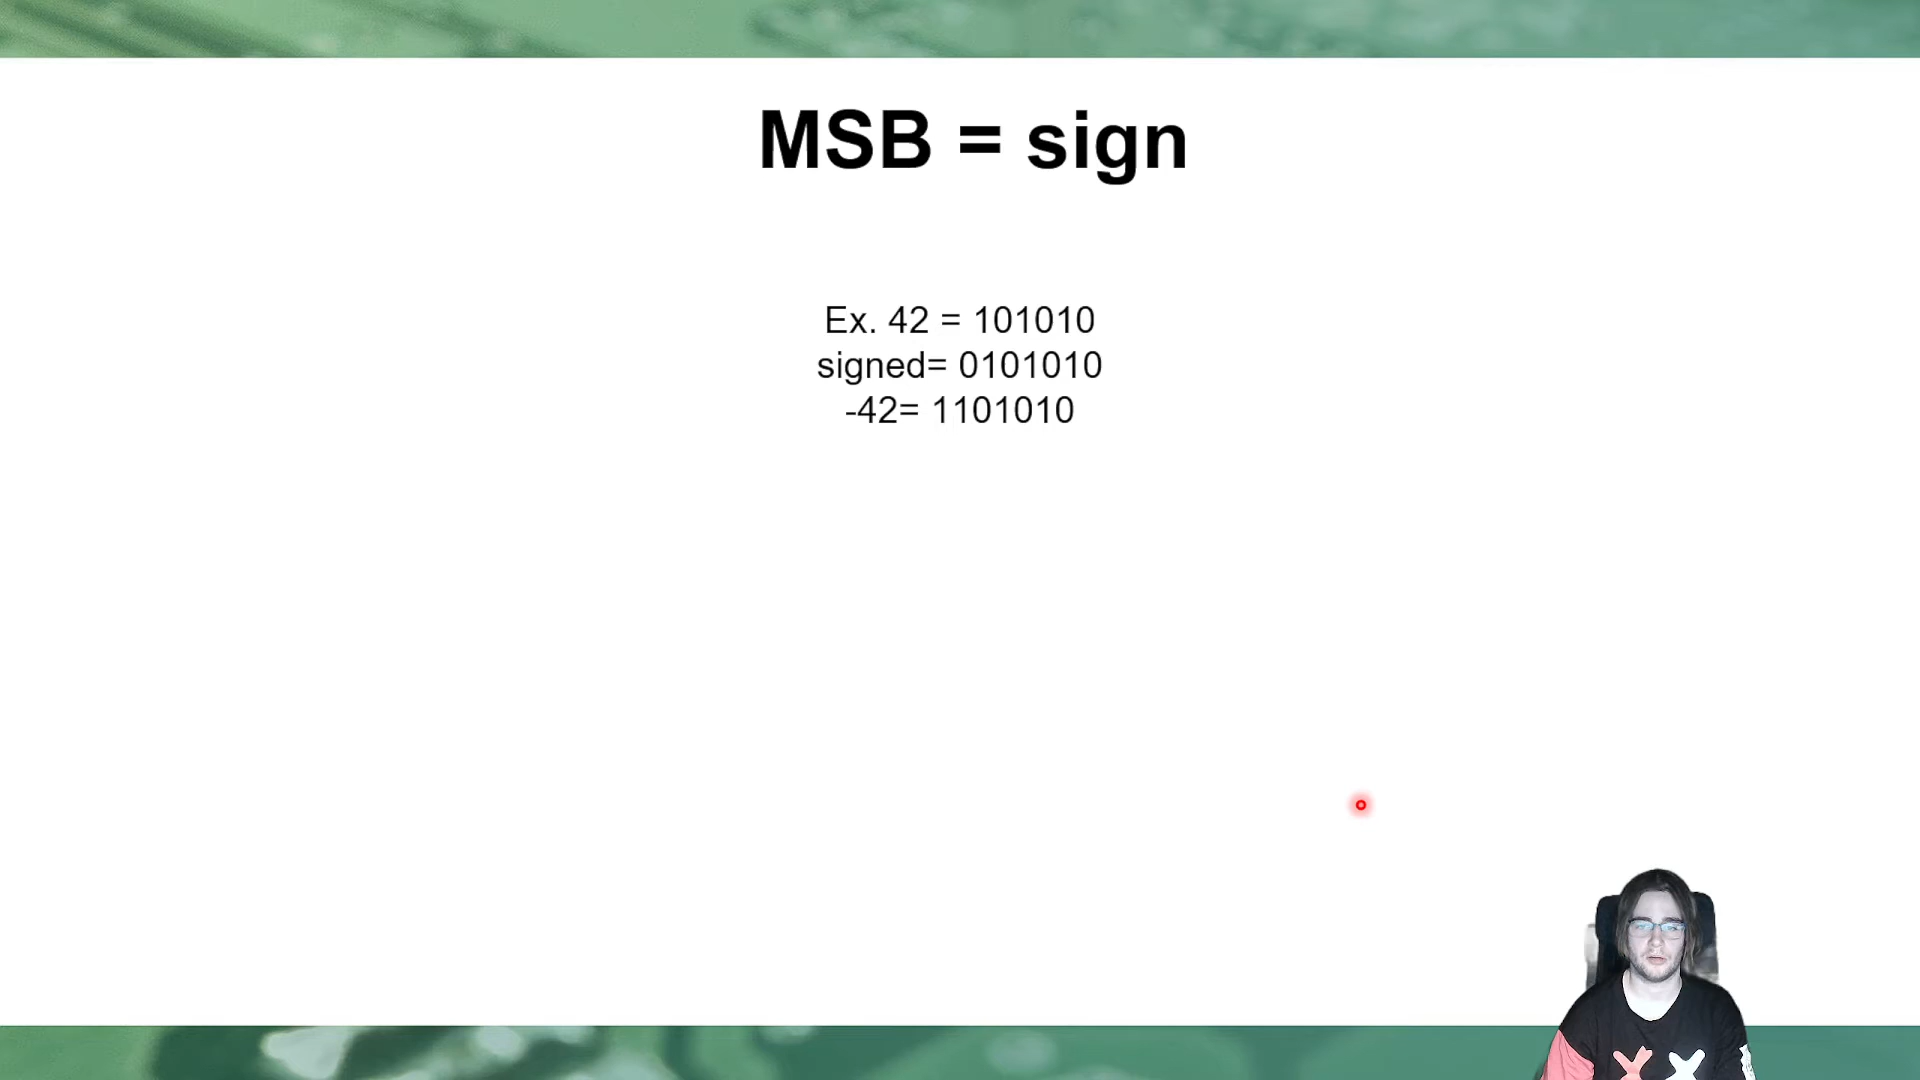 MSB = sign
Ex. 42 = 101010
signed= 0101010
-42= 1101010